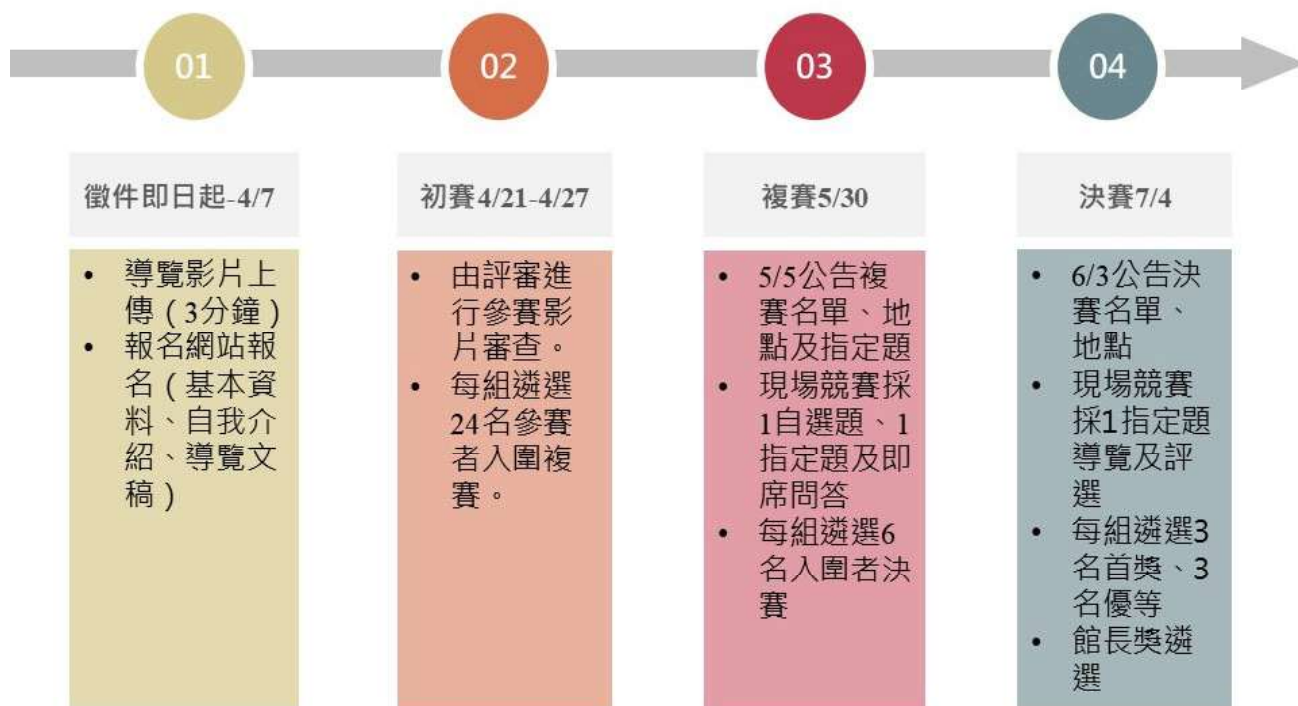 01
02
03
04
徵件即日起-4/7
初賽4/21-4/27
複賽5/30
決賽7/4
• 導覽影片上
傳（3分鐘）
• 報名網站報
名（基本資
料、自我介
紹、導覽文
稿）
• 由評審進
行參賽影
片審查。
• 每組遴選
24名參賽
者入圍複
賽。
• 5/5公告複
賽名單、地
點及指定題
• 現場競賽採
1自選題、1
指定題及即
席問答
• 每組遴選6
名入圍者決
賽
• 6/3公告決
賽名單、
地點
• 現場競賽
採1指定題
導覽及評
選
• 每組遴選3
名首獎、3
名優等
• 館長獎遴
選